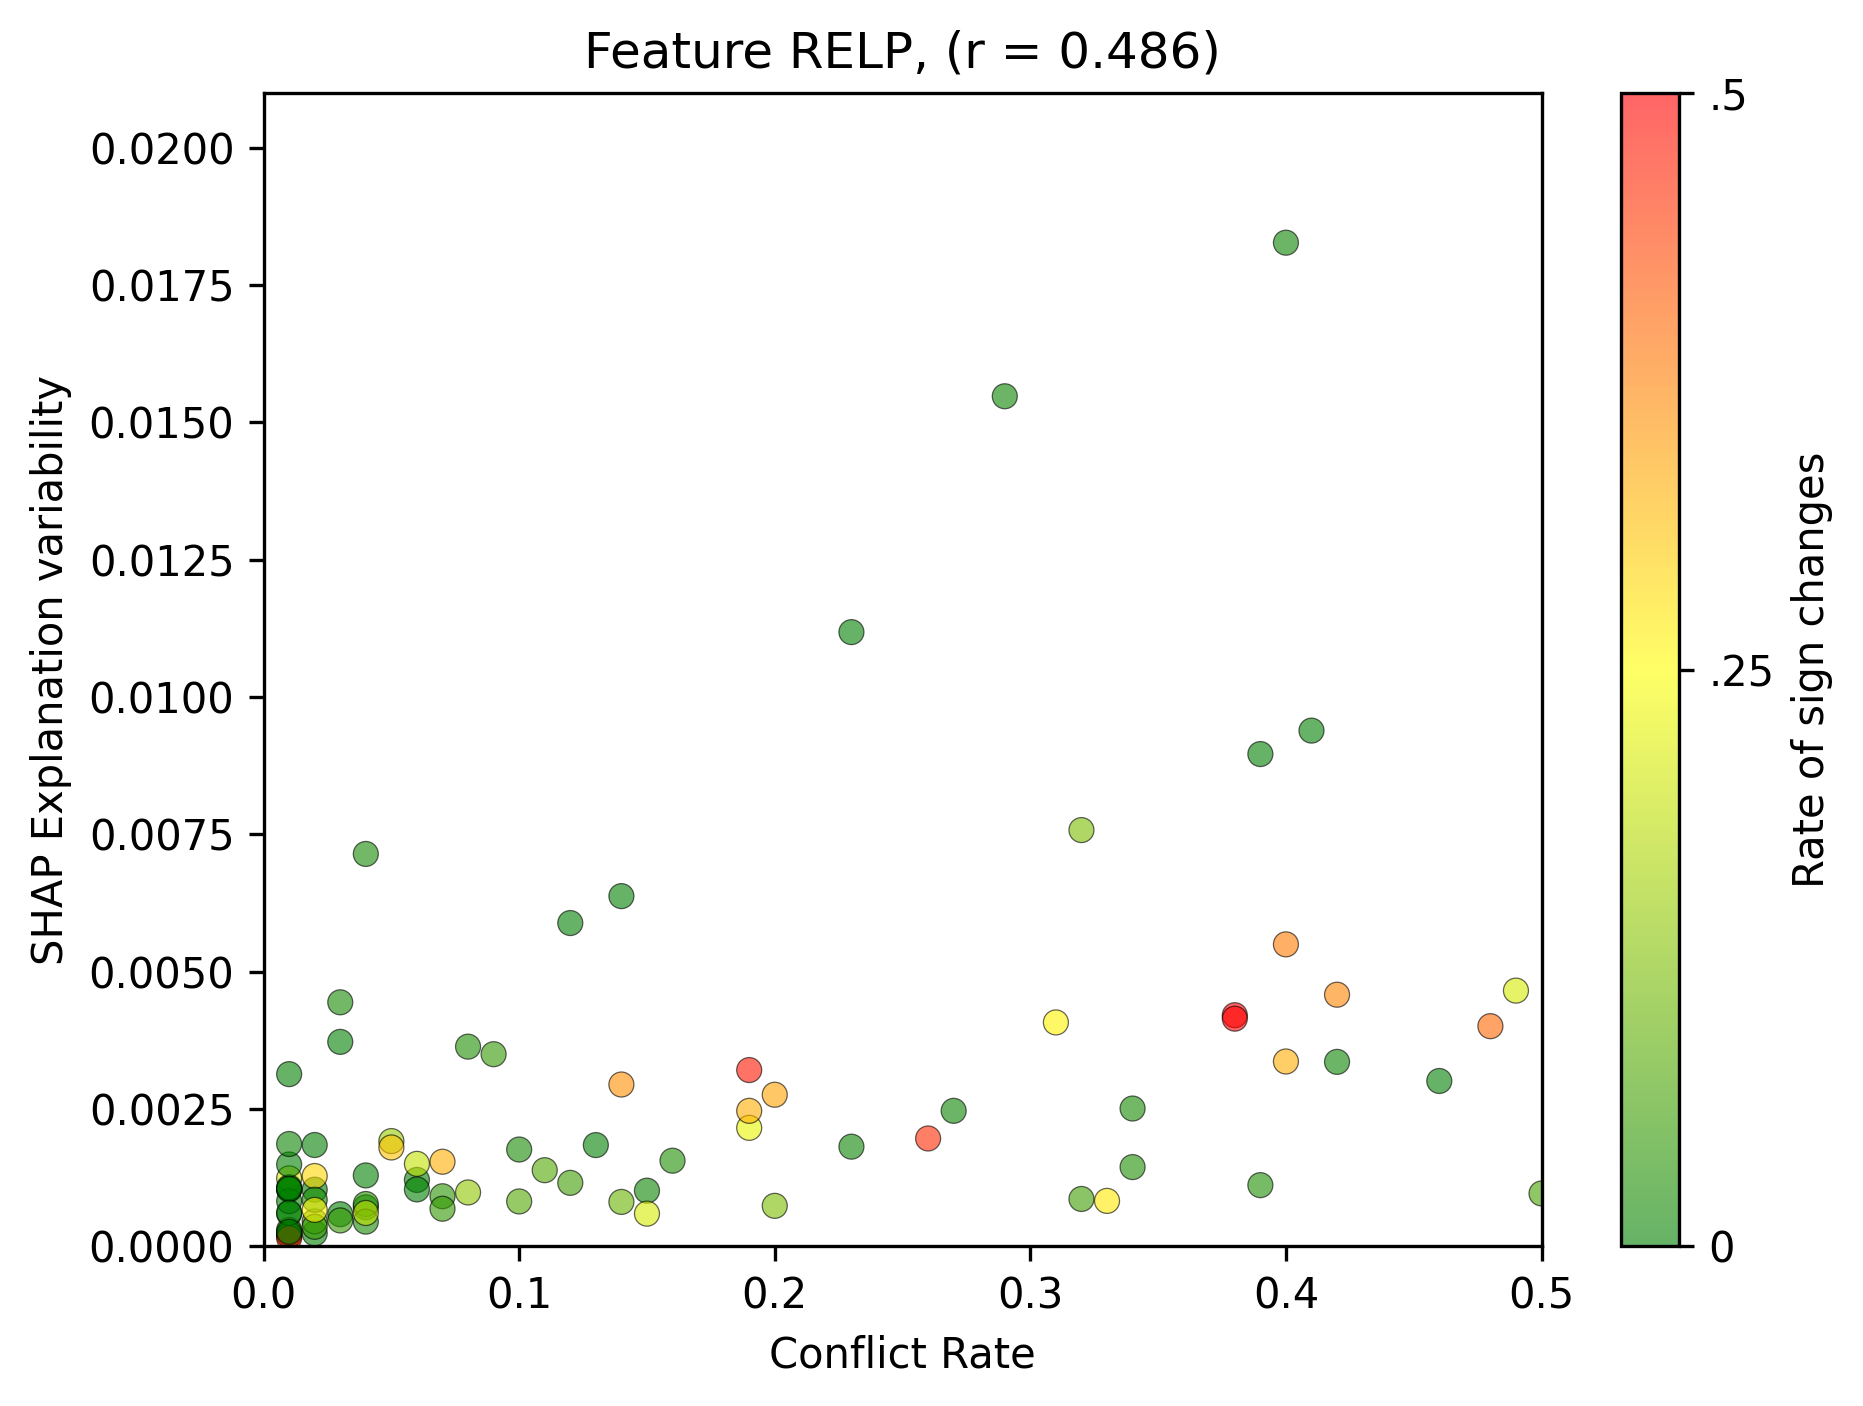 Feature RELP, (r = 0.486)
SHAP Explanation variability
0.0200
0.0175
0.0150
0.0125
0.0100
0.0075
0.0050
0.0025
0.0000
0.0 0.1 0.2 0.3 0.4 0.5
Conflict Rate
.5
.25
0
Rate of sign changes